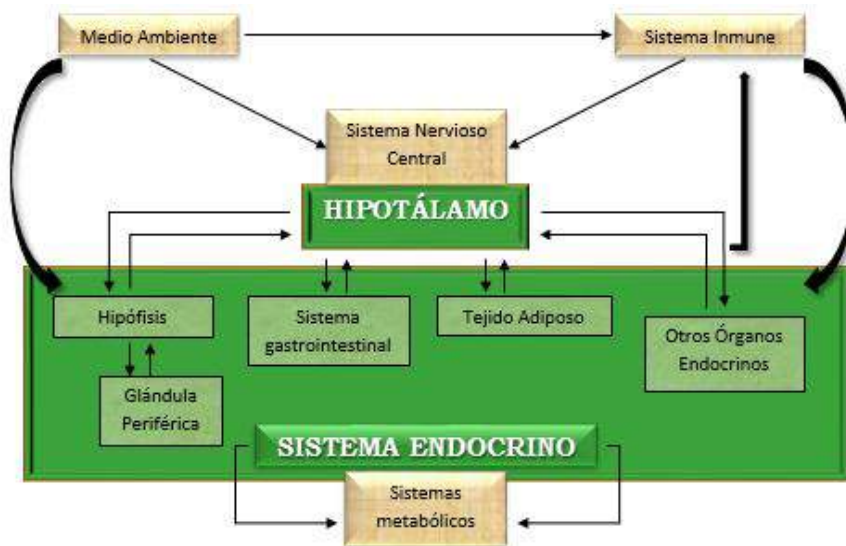 Medio Ambiente
Sistema Inmune
Sistema Nervioso
Central
HIPOTÁLAMO
Hipófisis
Sistema
gastrointestinal
Tejido Adiposo
Otros Órganos
Endocrinos
Glándula
Periférica
SISTEMA ENDOCRINO
Sistemas
metabólicos